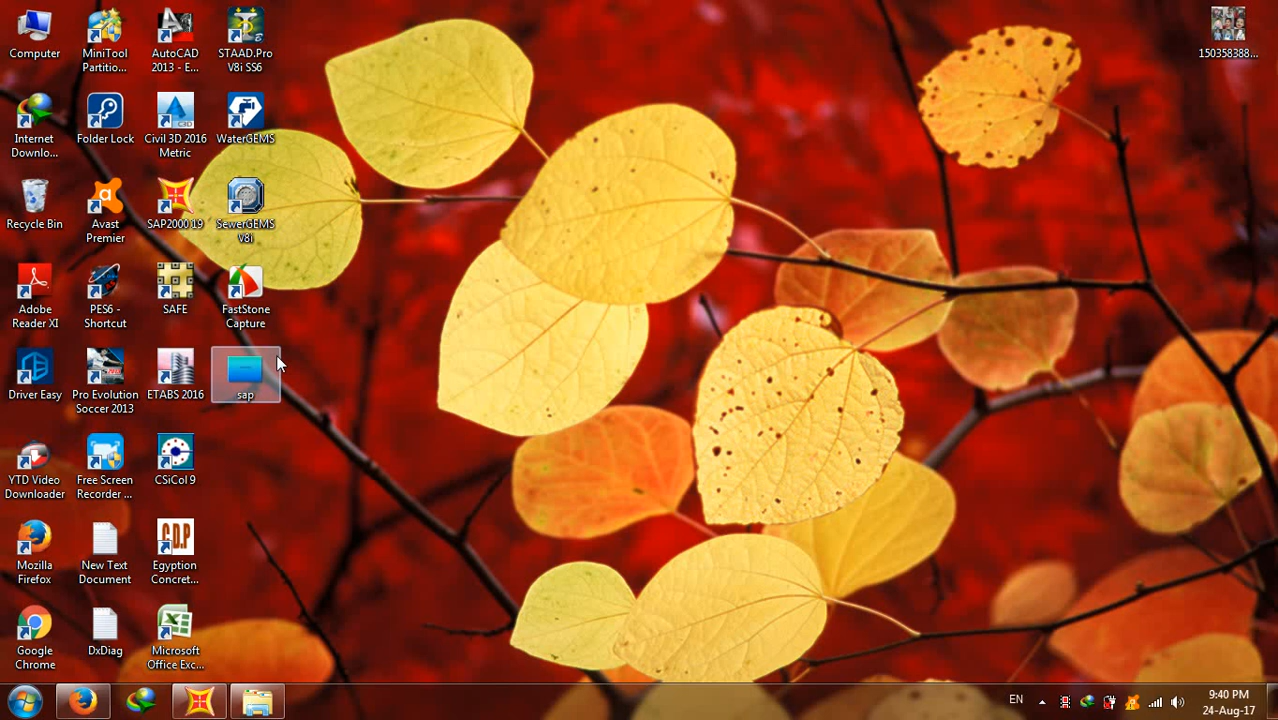 Computer
MiniTool
Partitio...
AutoCAD
2013 - E...
STAAD.Pro
V8i SS6
150358388...
Internet
Downlo...
Folder Lock
Civil 3D 2016
Metric
WaterGEMS
Recycle Bin
Avast
Premier
SAP2000 19
SewerGEMS
V8i
Adobe
Reader XI
PES6 -
Shortcut
SAFE
FastStone
Capture
Driver Easy
Pro Evolution
Soccer 2013
ETABS 2016
sap
YTD Video
Downloader
Free Screen
Recorder ...
CSiCol 9
Mozilla
Firefox
New Text
Document
CDP
Egyption
Concret...
Google
Chrome
DxDiag
Microsoft
Office Exc...
EN
9:40 PM
24-Aug-17